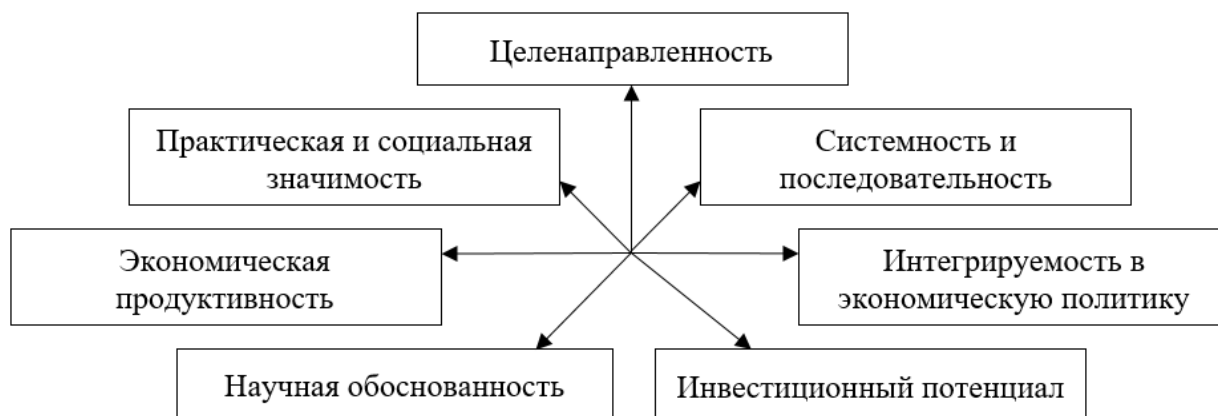 Целенаправленность
Практическая и социальная
значимость
Системность и
последовательность
Экономическая
продуктивность
Интегрируемость в
экономическую политику
Научная обоснованность
Инвестиционный потенциал